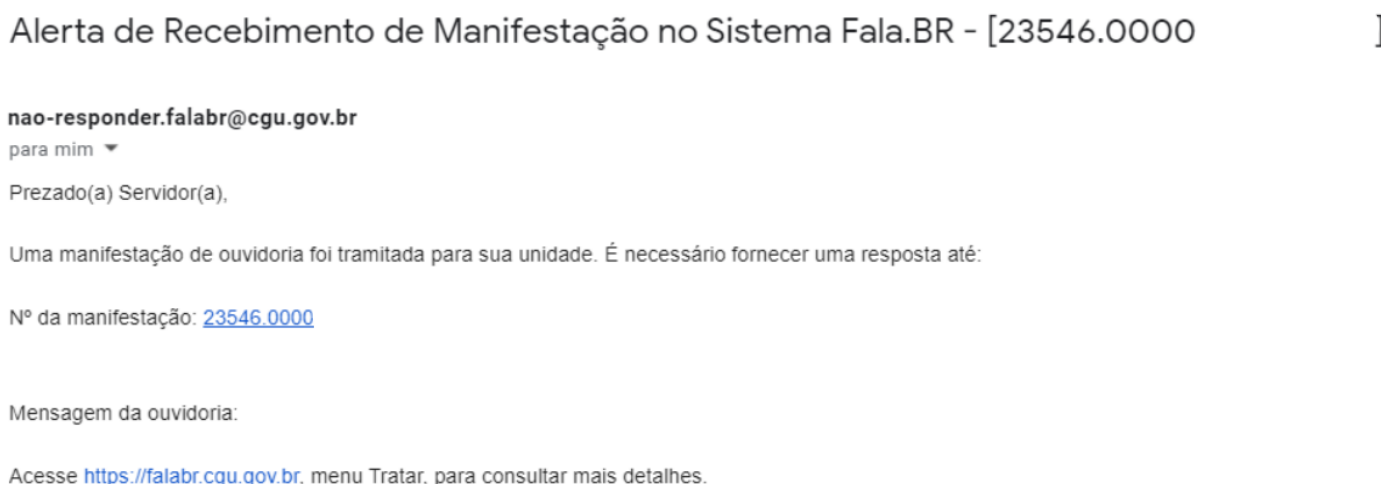 Alerta de Recebimento de Manifestação no Sistema Fala.BR - [23546.0000 ]
nao-responder.falabr@cgu.gov.br
para mim
Prezado(a) Servidor(a),
Uma manifestação de ouvidoria foi tramitada para sua unidade. É necessário fornecer uma resposta até:
Nº da manifestação: 23546.0000
Mensagem da ouvidoria:
Acesse https://falabr.cgu.gov.br, menu Tratar, para consultar mais detalhes.